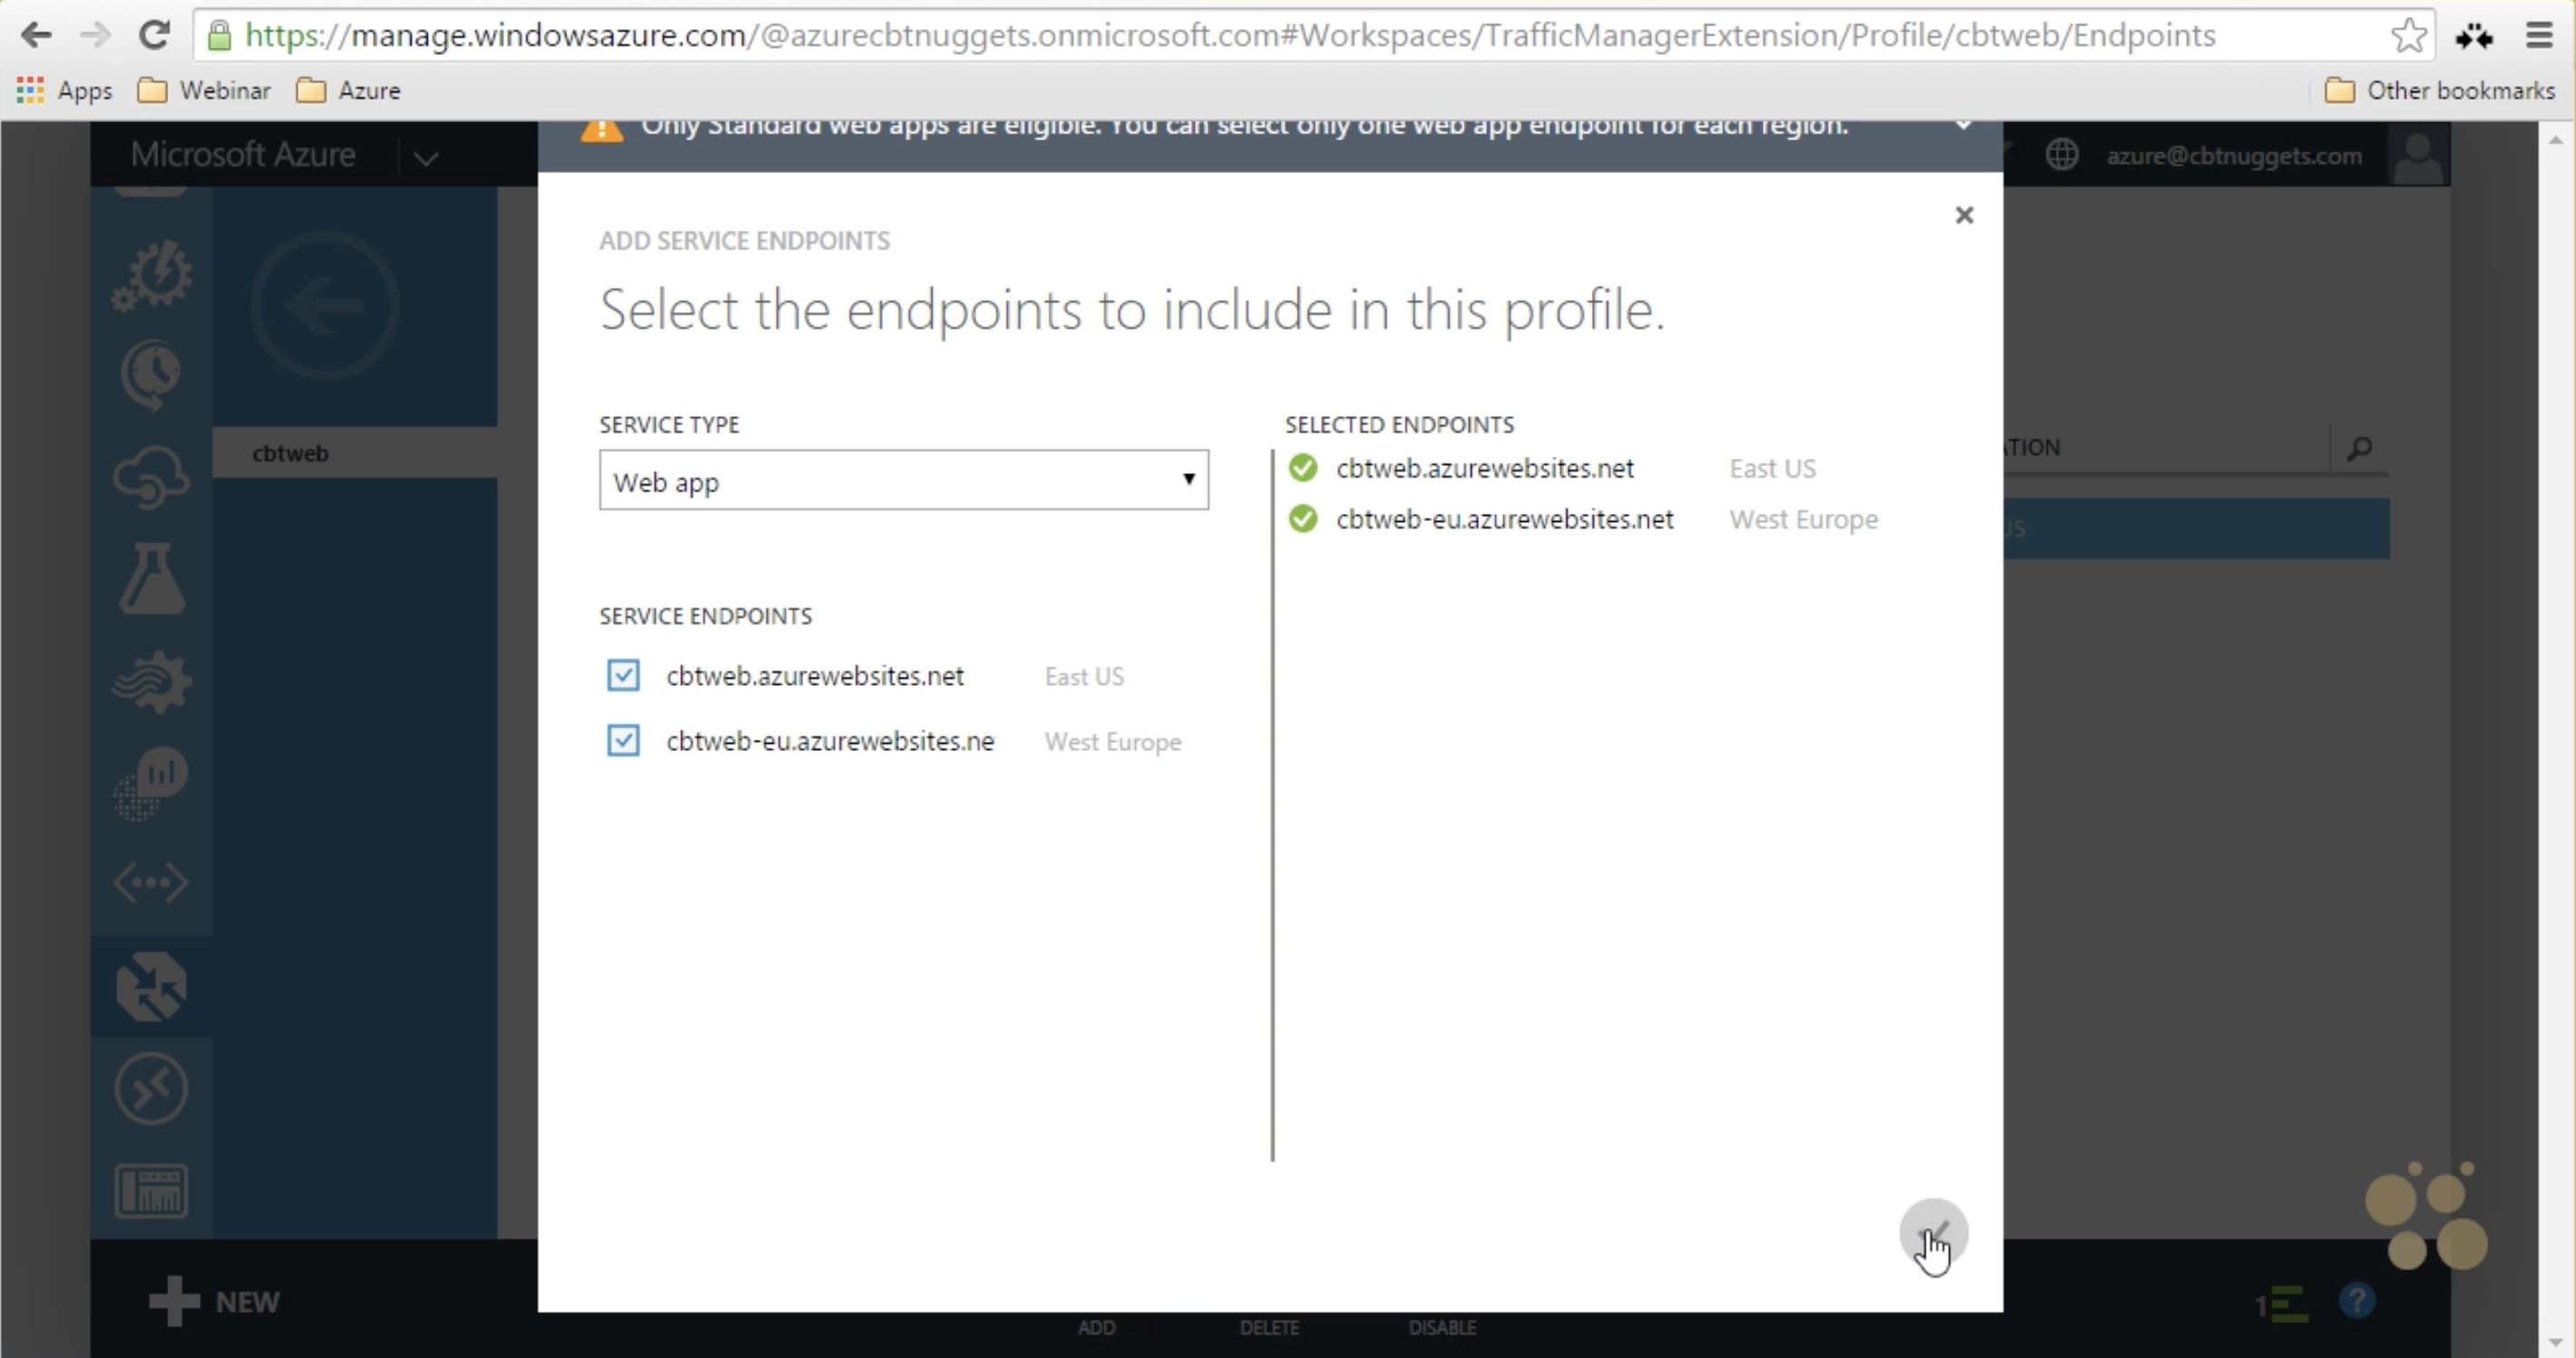 https://manage.windowsazure.com/@azurecbtnuggets.onmicrosoft.com#Workspaces/TrafficManagerExtension/Profile/cbtweb/Endpoints
Apps Webinar Azure Other bookmarks
Only Standard web apps are eligible. You can select only one web app endpoint for each region.
Microsoft Azure azure@cbtnuggets.com
ADD SERVICE ENDPOINTS
Select the endpoints to include in this profile.
SERVICE TYPE SELECTED ENDPOINTS
cbtweb ATION
Web app cbtweb.azurewebsites.net East US
cbtweb-eu.azurewebsites.net West Europe US
SERVICE ENDPOINTS
cbtweb.azurewebsites.net East US
cbtweb-eu.azurewebsites.ne West Europe
NEW 1 ?
ADD DELETE DISABLE